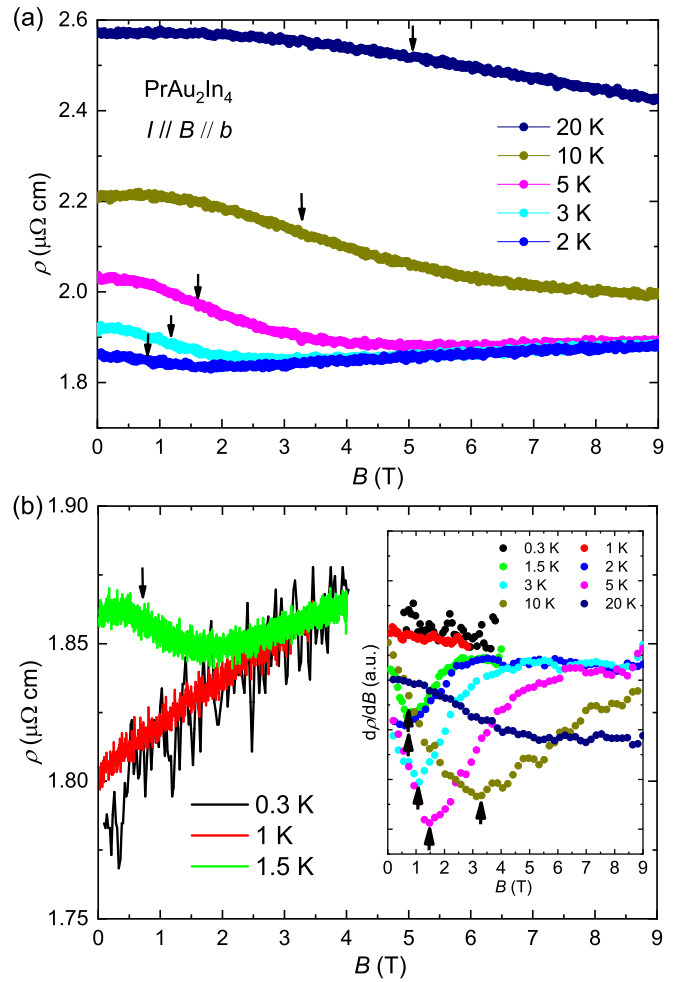 (a)
2.6
2.4
2.2
2.0
1.8
ρ (μΩ cm)
PrAu₂In₄
I // B // b
20 K
10 K
5 K
3 K
2 K
0 1 2 3 4 5 6 7 8 9
B (T)
(b)
1.90
1.85
1.80
1.75
ρ (μΩ cm)
0.3 K
1 K
1.5 K
0 1 2 3 4 5 6 7 8 9
B (T)
0.3 K 1 K
1.5 K 2 K
3 K 5 K
10 K 20 K
dρ/dB (a.u.)
0 1 2 3 4 5 6 7 8 9
B (T)